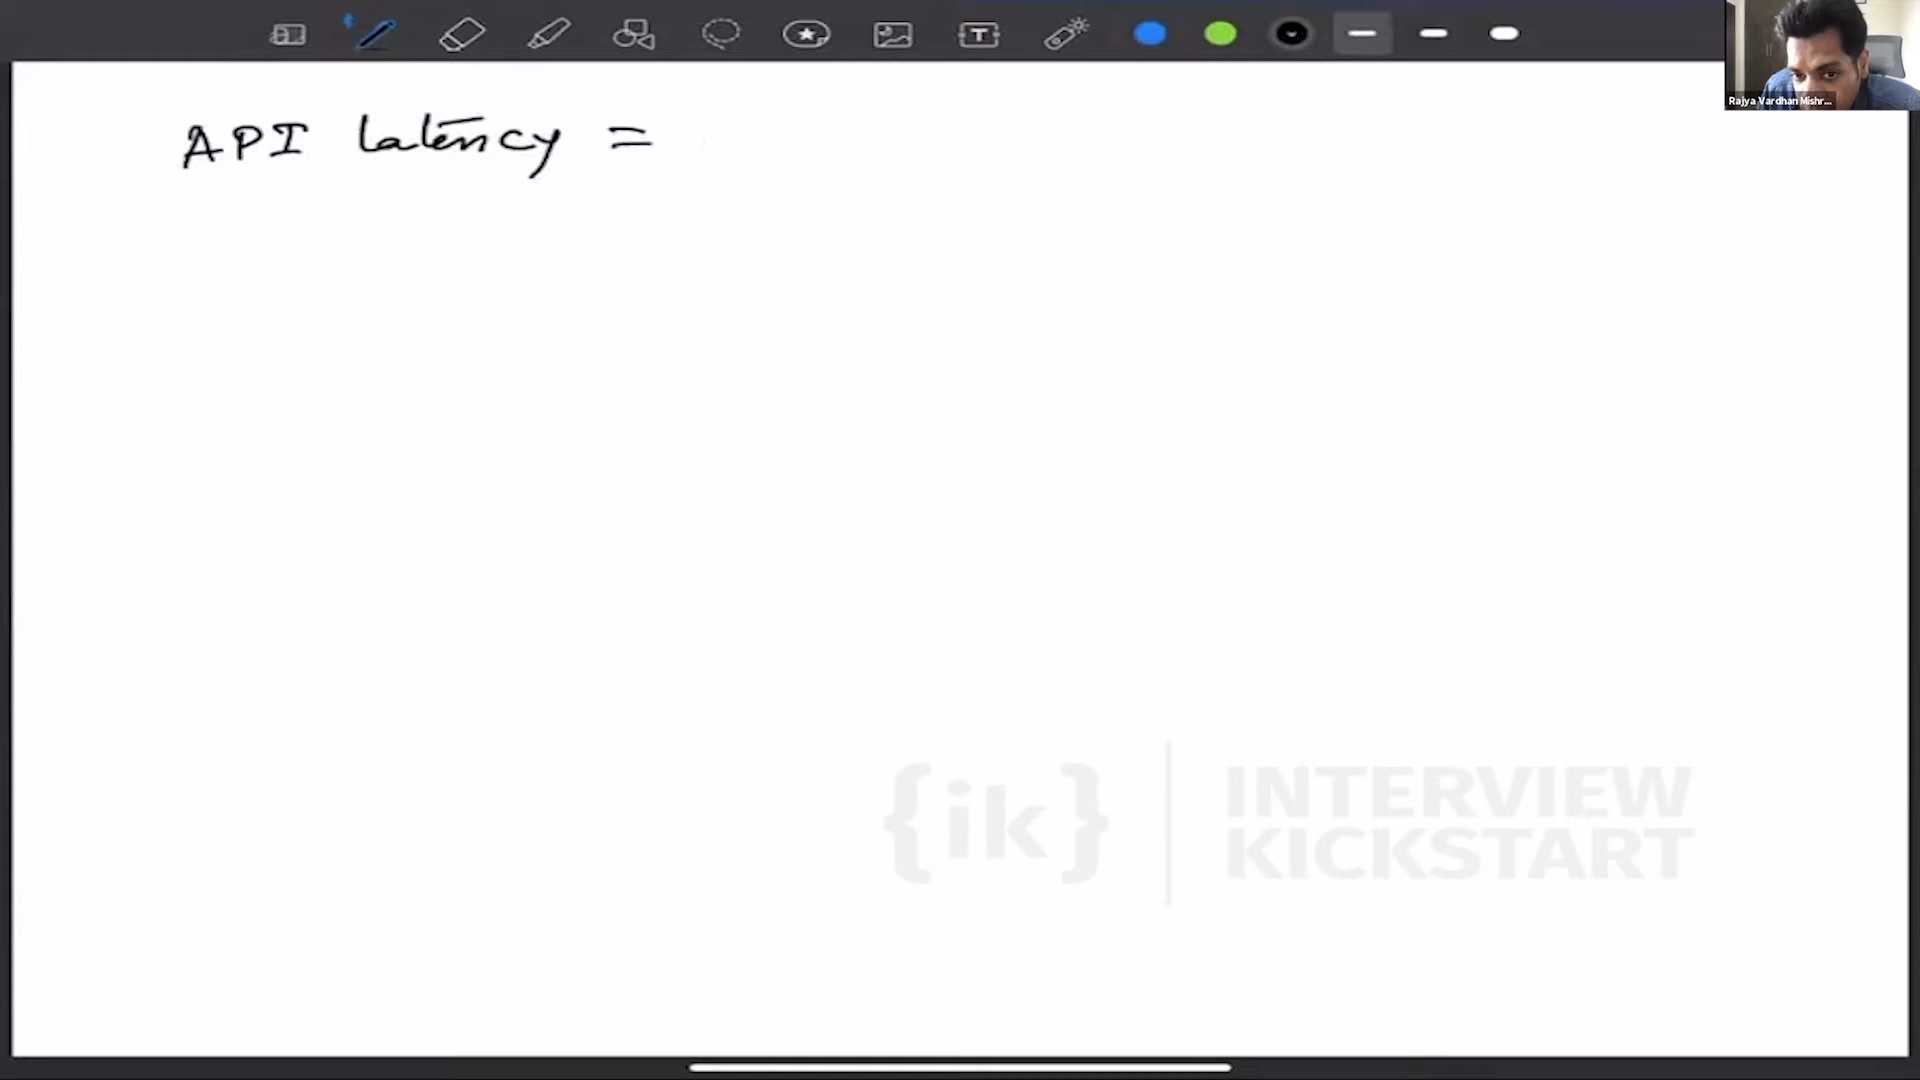 Rajya Vardhan Mishr...
API latency =
{ik} INTERVIEW
KICKSTART